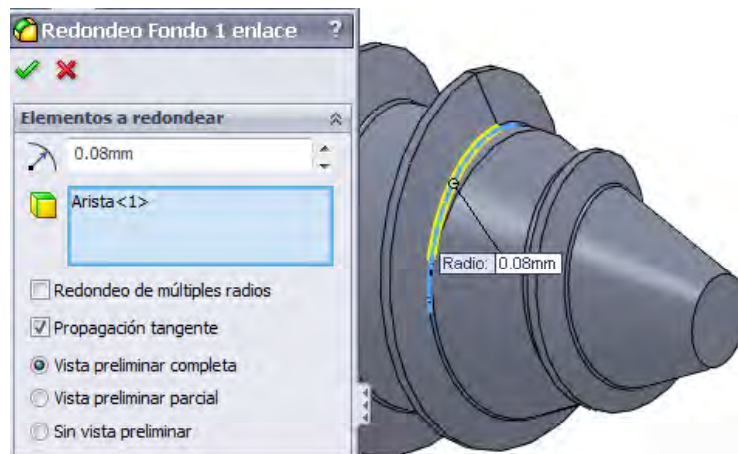 Redondeo Fondo 1 enlace ?
Elementos a redondear
0.08mm
Arista<1>
Redondeo de múltiples radios
Propagación tangente
Vista preliminar completa
Vista preliminar parcial
Sin vista preliminar
Radio: 0.08mm